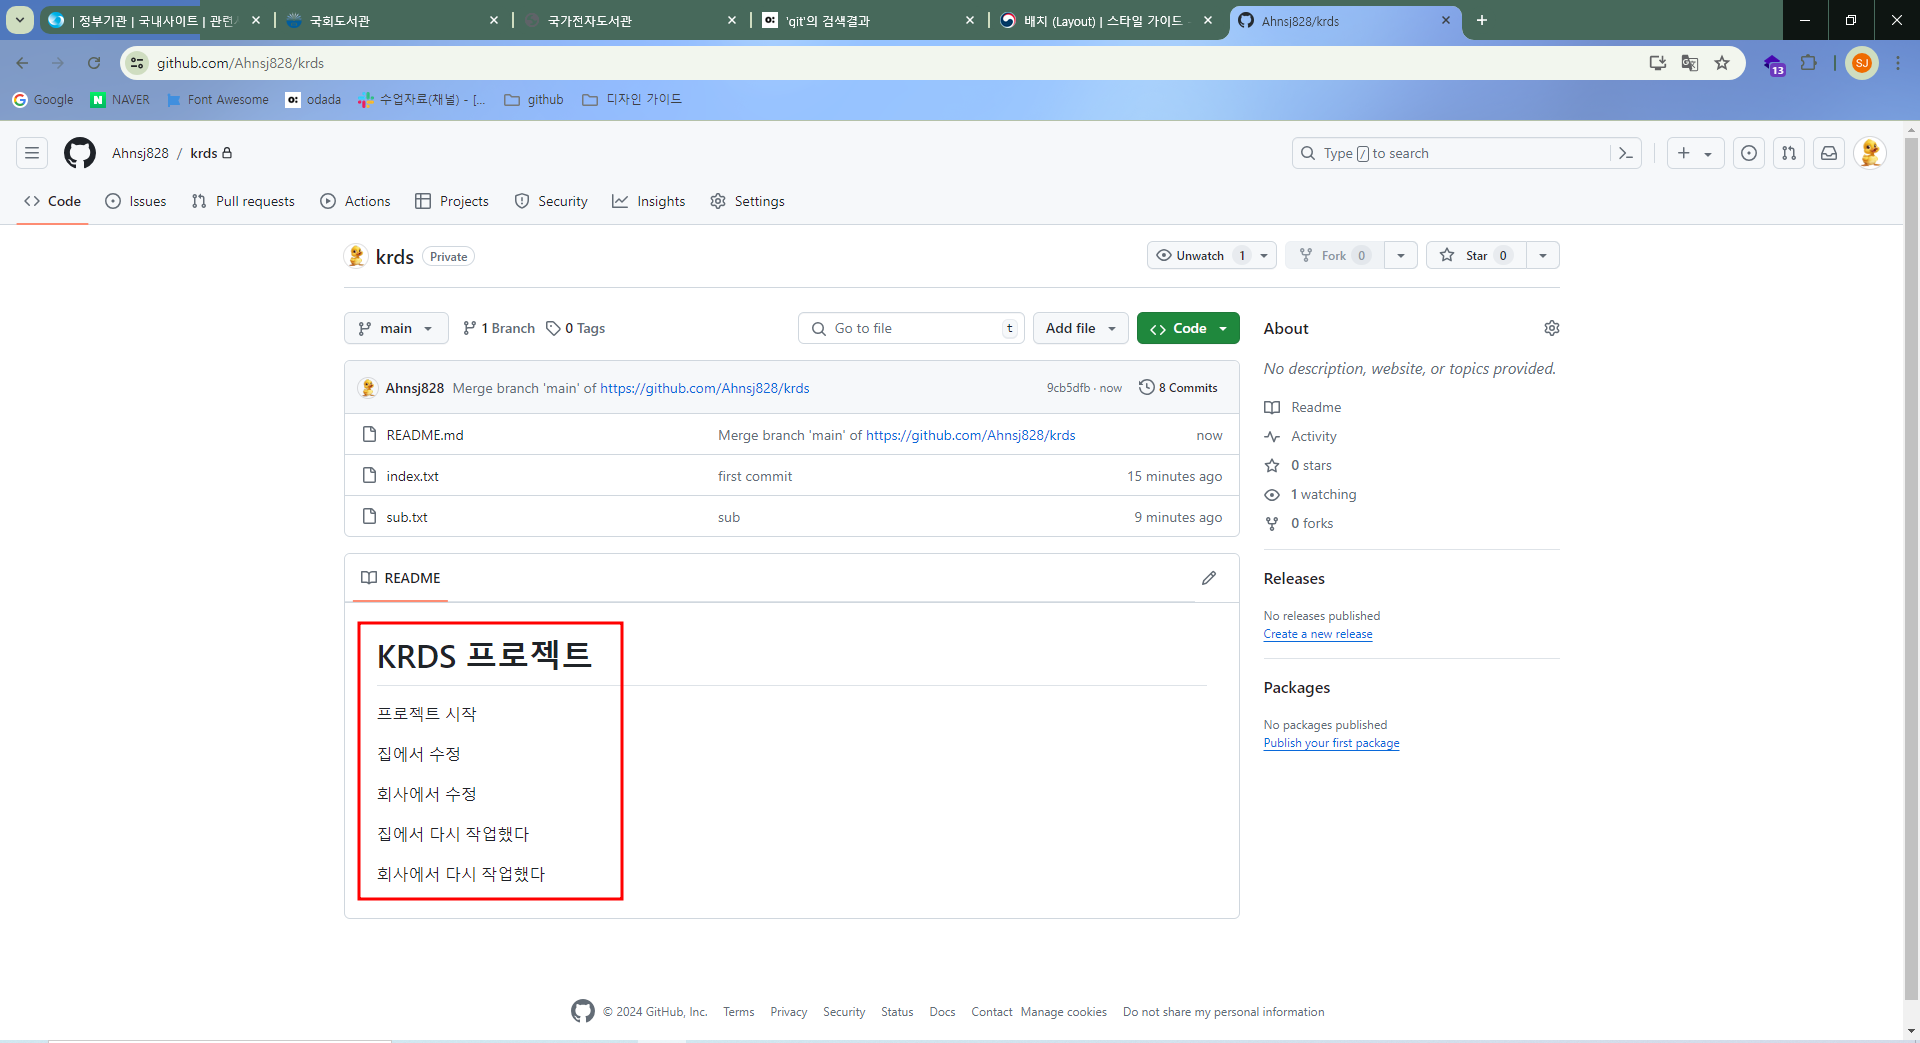 | 정부기관 | 국내사이트 | 관련
국회도서관
국가전자도서관
'git'의 검색결과
배치 (Layout) | 스타일 가이드
Ahnsj828/krds
github.com/Ahnsj828/krds
13
SJ
Google
N NAVER
Font Awesome
odada
수업자료(채널) - [...
github
디자인 가이드
Ahnsj828 / krds
Type / to search
Code
Issues
Pull requests
Actions
Projects
Security
Insights
Settings
krds Private
Unwatch 1
Fork 0
Star 0
main
1 Branch
0 Tags
Go to file t
Add file
Code
Ahnsj828 Merge branch 'main' of https://github.com/Ahnsj828/krds 9cb5dfb · now 8 Commits
README.md Merge branch 'main' of https://github.com/Ahnsj828/krds now
index.txt first commit 15 minutes ago
sub.txt sub 9 minutes ago
README
KRDS 프로젝트
프로젝트 시작
집에서 수정
회사에서 수정
집에서 다시 작업했다
회사에서 다시 작업했다
About
No description, website, or topics provided.
Readme
Activity
0 stars
1 watching
0 forks
Releases
No releases published
Create a new release
Packages
No packages published
Publish your first package
© 2024 GitHub, Inc. Terms Privacy Security Status Docs Contact Manage cookies Do not share my personal information